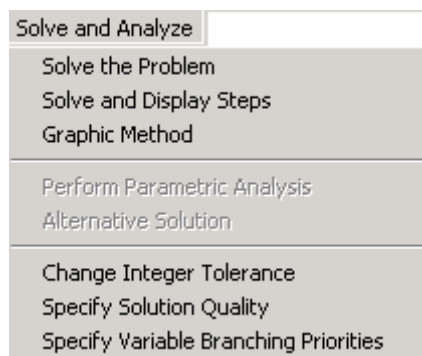 Solve and Analyze
Solve the Problem
Solve and Display Steps
Graphic Method
Perform Parametric Analysis
Alternative Solution
Change Integer Tolerance
Specify Solution Quality
Specify Variable Branching Priorities